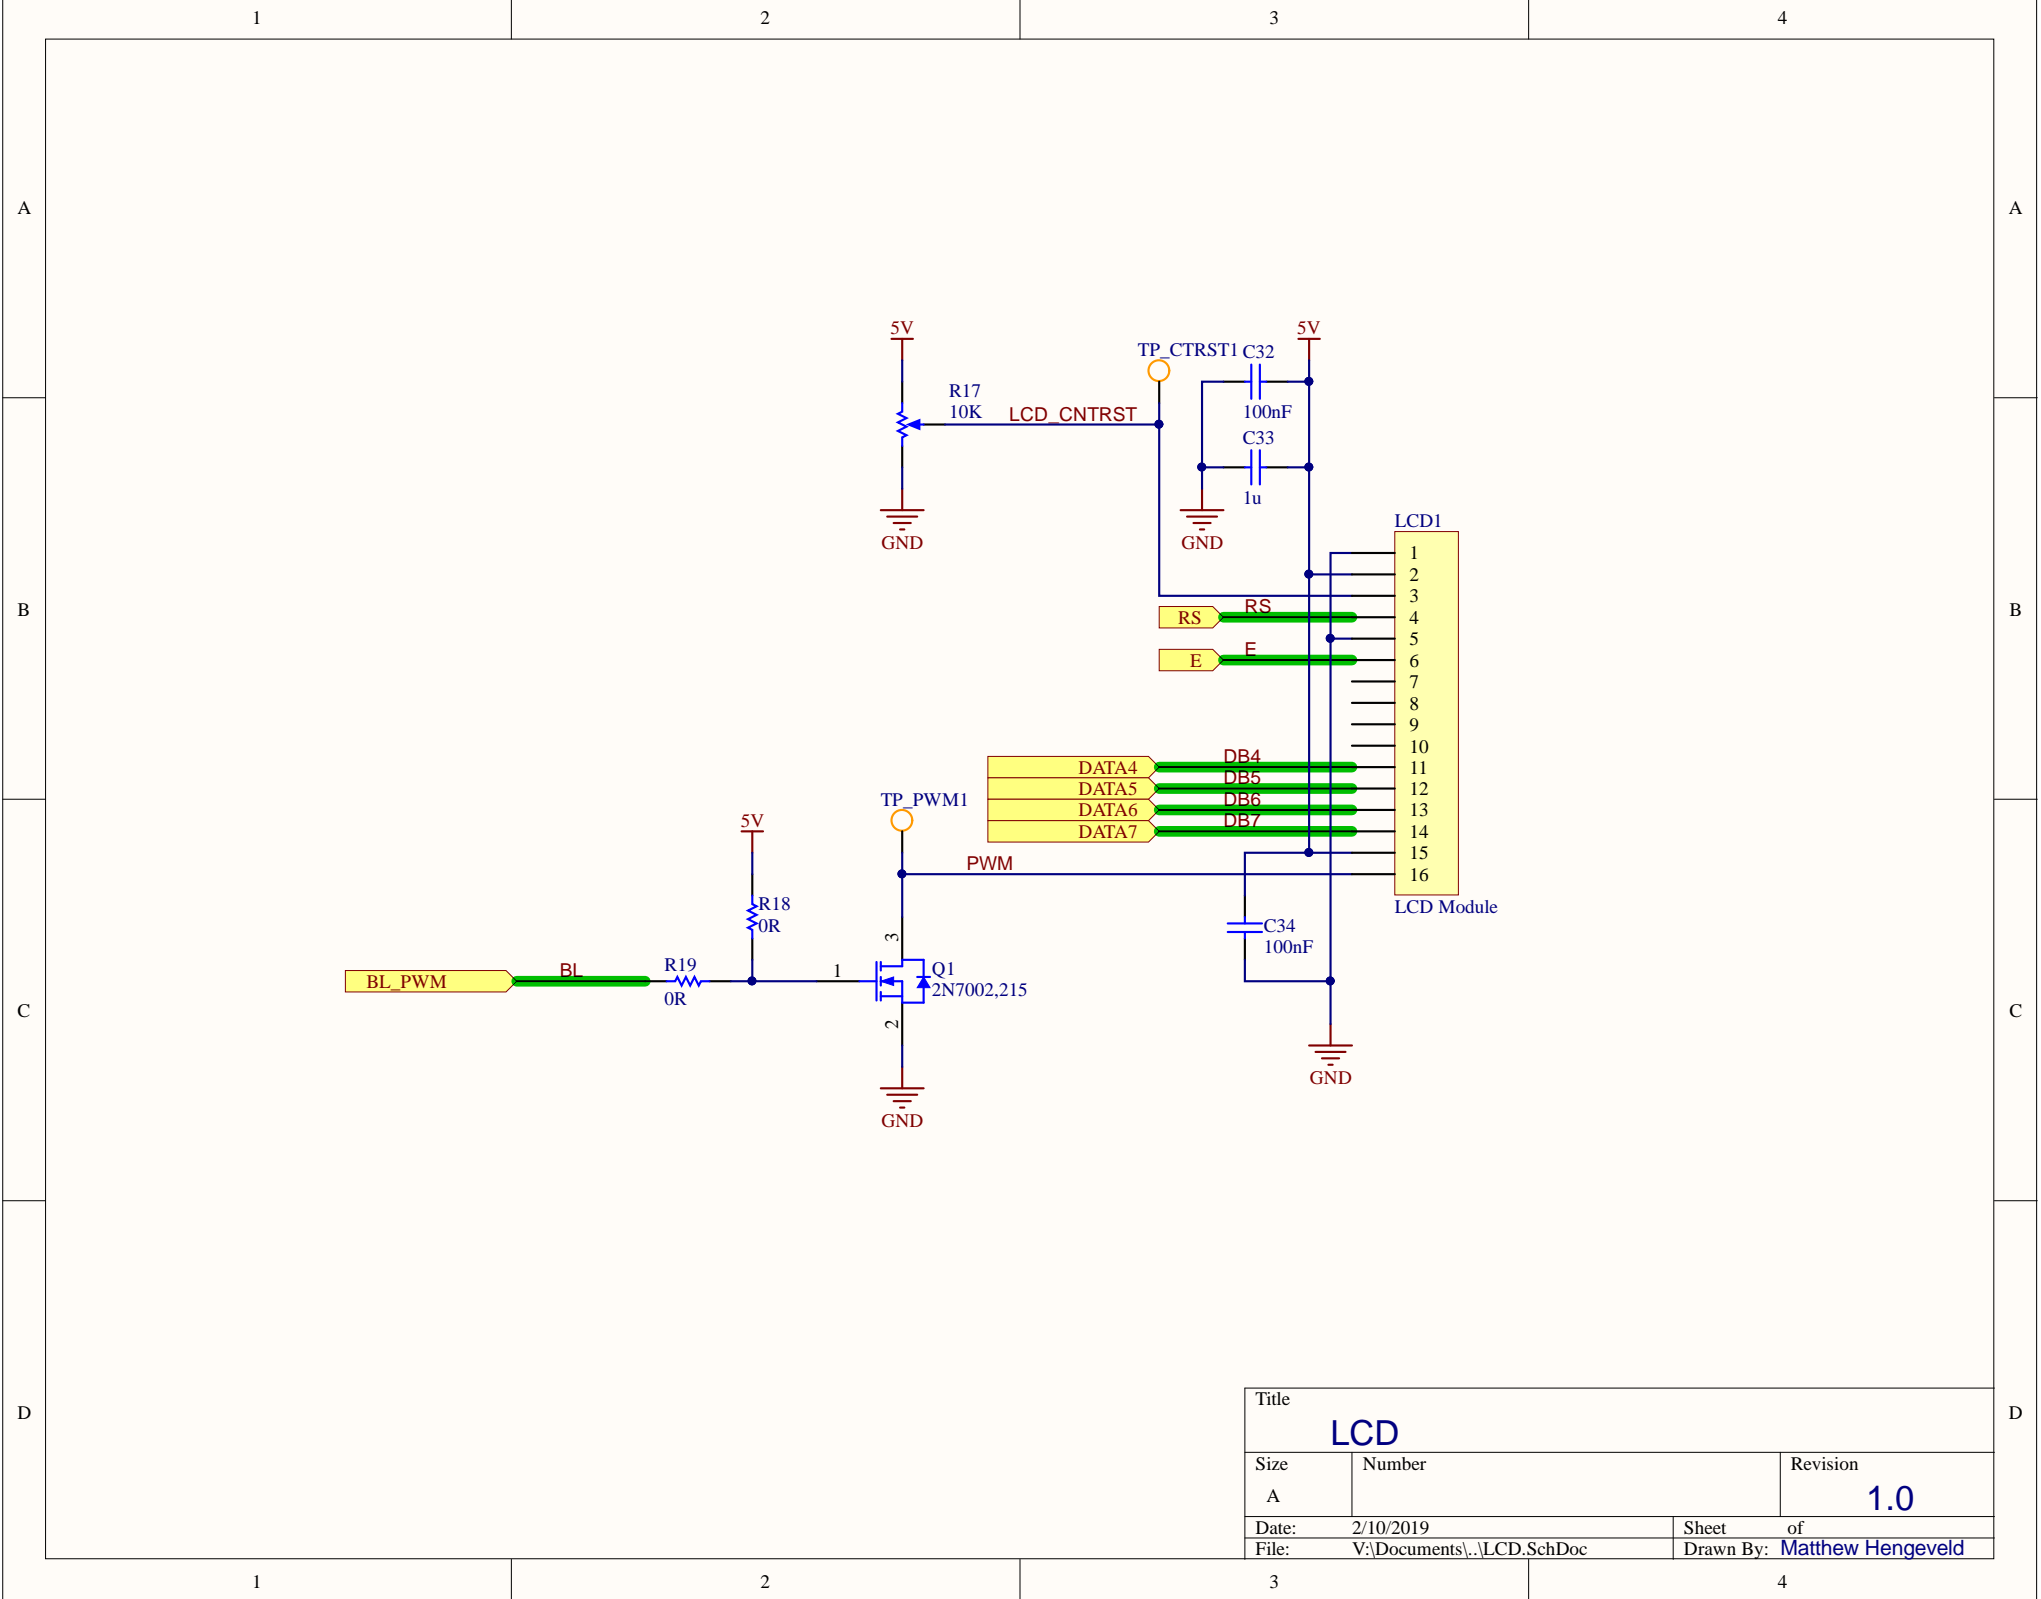 1 2 3 4
A A
5V 5V
TP_CTRST1 C32
R17
10K LCD_CNTRST 100nF
C33
1u
GND GND
LCD1
1
2
3
B RS RS 4 B
5
E E 6
7
8
9
10
DATA4 DB4 11
DATA5 DB5 12
DATA6 DB6 13
DATA7 DB7 14
TP_PWM1
5V
15
PWM 16
LCD Module
R18
0R
C34
100nF
3
BL_PWM BL R19 1 Q1
0R 2N7002,215
2
C C
GND
GND
Title
LCD
D D
Size Number Revision
A 1.0
Date: 2/10/2019 Sheet of
File: V:\Documents\..\LCD.SchDoc Drawn By: Matthew Hengeveld
1 2 3 4